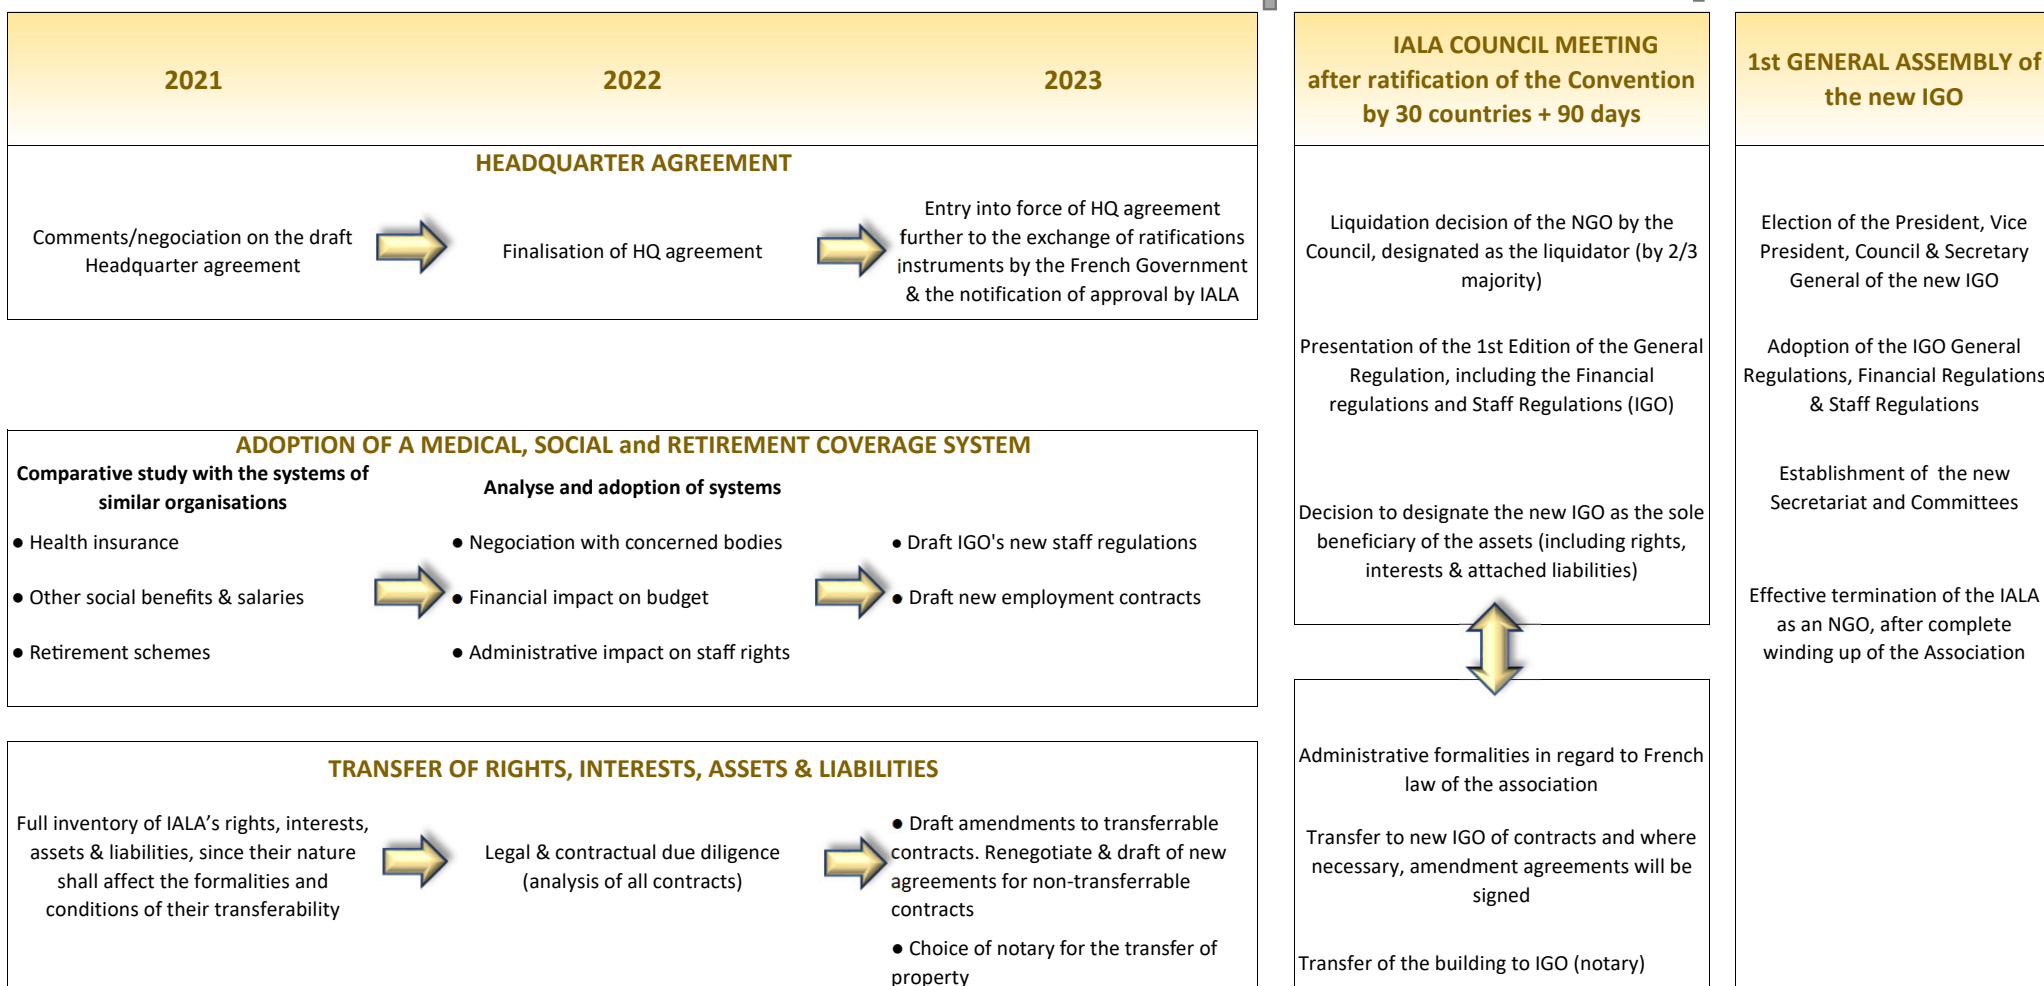 2021
2022
2023
HEADQUARTER AGREEMENT
Comments/negociation on the draft
Headquarter agreement
Finalisation of HQ agreement
Entry into force of HQ agreement
further to the exchange of ratifications
instruments by the French Government
& the notification of approval by IALA
ADOPTION OF A MEDICAL, SOCIAL and RETIREMENT COVERAGE SYSTEM
Comparative study with the systems of
similar organisations
● Health insurance
● Other social benefits & salaries
● Retirement schemes
Analyse and adoption of systems
● Negociation with concerned bodies
● Financial impact on budget
● Administrative impact on staff rights
● Draft IGO's new staff regulations
● Draft new employment contracts
TRANSFER OF RIGHTS, INTERESTS, ASSETS & LIABILITIES
Full inventory of IALA’s rights, interests,
assets & liabilities, since their nature
shall affect the formalities and
conditions of their transferability
Legal & contractual due diligence
(analysis of all contracts)
● Draft amendments to transferrable
contracts. Renegotiate & draft of new
agreements for non-transferrable
contracts
● Choice of notary for the transfer of
property
IALA COUNCIL MEETING
after ratification of the Convention
by 30 countries + 90 days
Liquidation decision of the NGO by the
Council, designated as the liquidator (by 2/3
majority)
Presentation of the 1st Edition of the General
Regulation, including the Financial
regulations and Staff Regulations (IGO)
Decision to designate the new IGO as the sole
beneficiary of the assets (including rights,
interests & attached liabilities)
Administrative formalities in regard to French
law of the association
Transfer to new IGO of contracts and where
necessary, amendment agreements will be
signed
Transfer of the building to IGO (notary)
1st GENERAL ASSEMBLY of
the new IGO
Election of the President, Vice
President, Council & Secretary
General of the new IGO
Adoption of the IGO General
Regulations, Financial Regulations
& Staff Regulations
Establishment of the new
Secretariat and Committees
Effective termination of the IALA
as an NGO, after complete
winding up of the Association